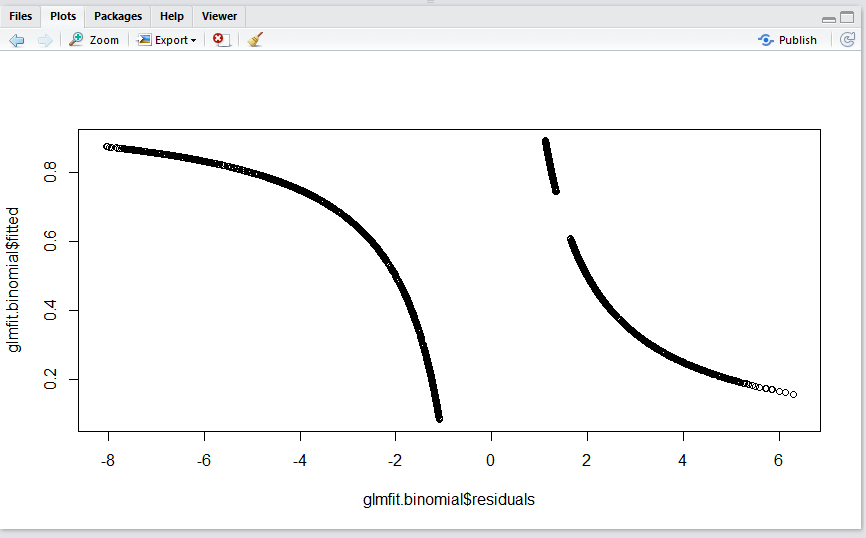 Files Plots Packages Help Viewer
Zoom Export Publish
0.8
0.6
0.4
0.2
glmfit.binomial$fitted
-8 -6 -4 -2 0 2 4 6
glmfit.binomial$residuals